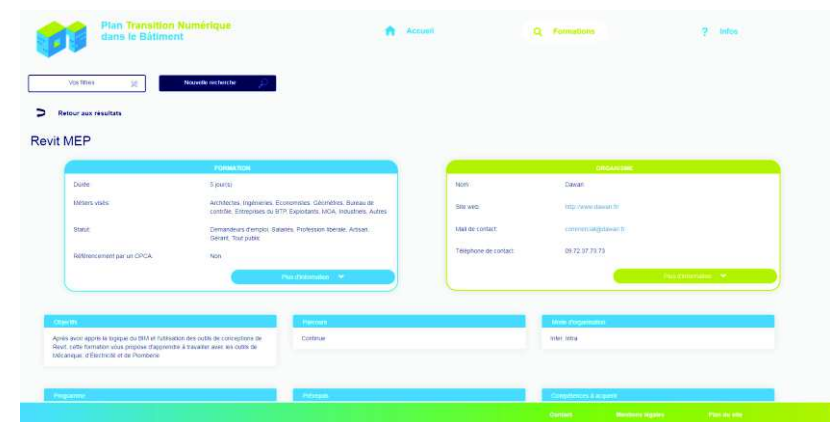 Plan Transition Numérique
dans le Bâtiment
Accueil
Formations
? Infos
Vos filtres
Nouvelle recherche
Retour aux résultats
Revit MEP
FORMATION
Durée
5 jour(s)
Métiers visés
Architectes, Ingénieries, Economistes, Géomètres, Bureau de
contrôle, Entreprises du BTP, Exploitants, MOA, Industriels, Autres
Statut
Demandeurs d'emploi, Salariés, Profession libérale, Artisan,
Gérant, Tout public
Référencement par un OPCA:
Non
Plus d'information
ORGANISME
Nom:
Dawan
Site web:
http://www.dawan.fr
Mail de contact:
commercial@dawan.fr
Téléphone de contact:
09 72 37 73 73
Plus d'information
Objectifs
Après avoir appris la logique du BIM et l'utilisation des outils de conceptions de
Revit, cette formation vous propose d'apprendre à travailler avec les outils de
Mécanique, d'Électricité et de Plomberie.
Parcours
Continue
Mode d'organisation
Inter, Intra
Programme
Prérequis
Compétences à acquérir
Contact
Mentions légales
Plan du site